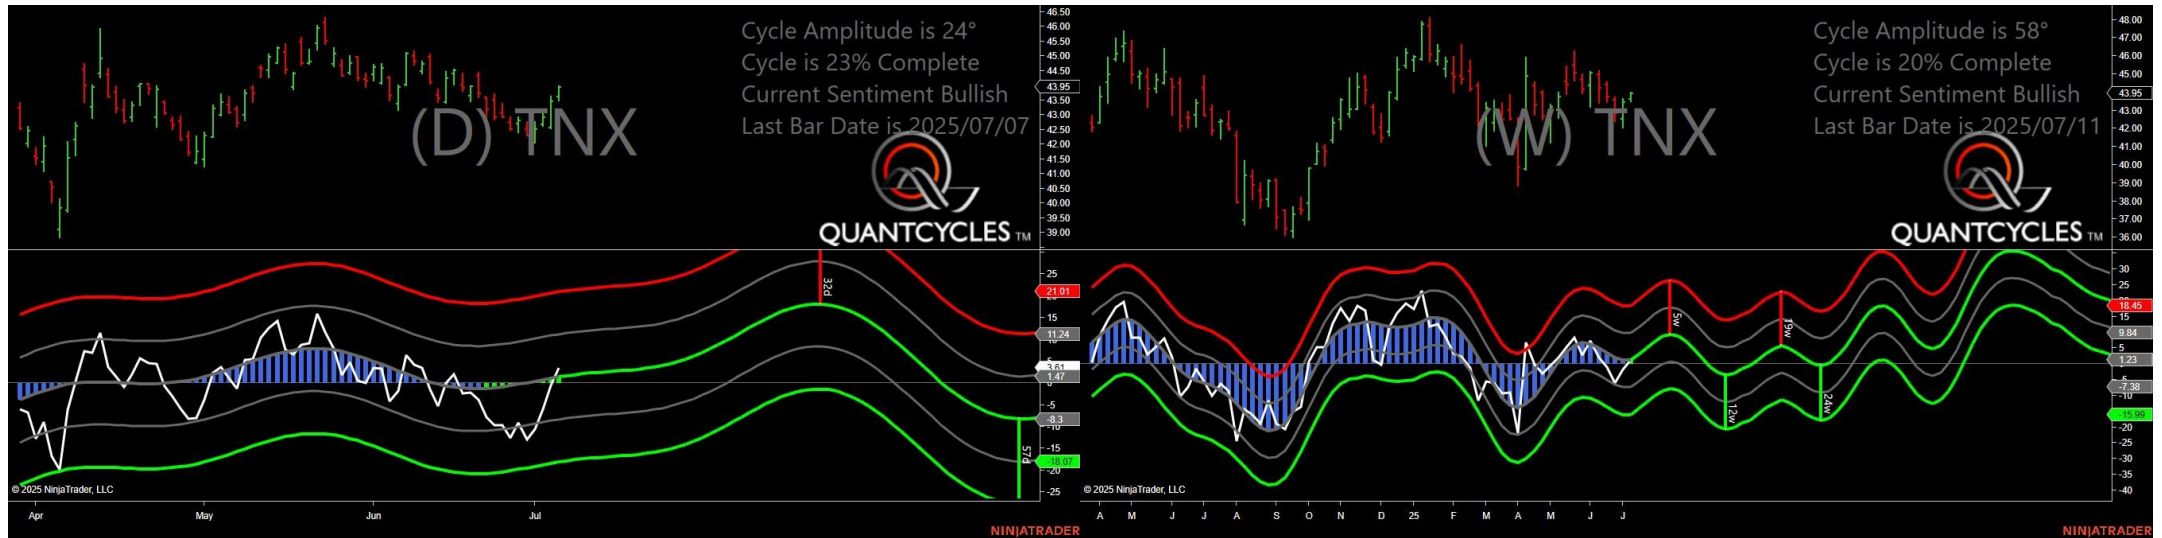 Cycle Amplitude is 24°
Cycle is 23% Complete
Current Sentiment Bullish
Last Bar Date is 2025/07/07
(D) TNX
QUANTCYCLES TM
46.50
45.50
45.00
44.50
43.95
43.50
43.00
42.50
42.00
41.50
41.00
40.50
40.00
39.50
39.00
32d
57d
25
21.01
15
11.24
3.61
1.47
-5
-8.3
-10
-15
-18.07
-20
-25
© 2025 NinjaTrader, LLC
Apr
May
Jun
Jul
NINJATRADER
Cycle Amplitude is 58°
Cycle is 20% Complete
Current Sentiment Bullish
Last Bar Date is 2025/07/11
(W) TNX
QUANTCYCLES TM
48.00
47.00
46.00
45.00
43.95
43.00
42.00
41.00
40.00
39.00
38.00
37.00
36.00
5w
12w
19w
24w
30
25
18.45
15
9.84
5
1.23
-7.38
-10
-15.99
-20
-25
-30
-35
-40
© 2025 NinjaTrader, LLC
A
M
J
J
A
S
O
N
D
25
F
M
A
M
J
J
NINJATRADER